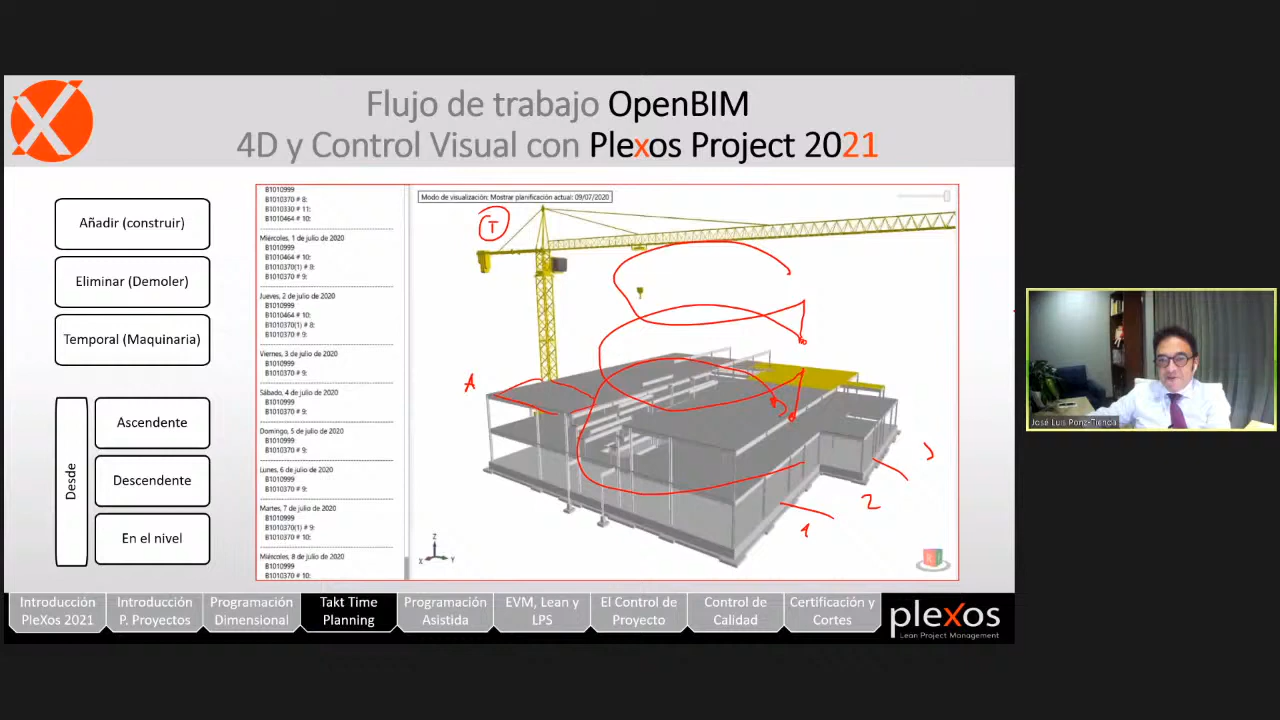 Flujo de trabajo OpenBIM
4D y Control Visual con Plexos Project 2021
Añadir (construir)
Eliminar (Demoler)
Temporal (Maquinaria)
Desde
Ascendente
Descendente
En el nivel
B1010999
B1010370 # 8:
B1010330 # 11:
B1010464 # 10:
Miércoles, 1 de julio de 2020
B1010999
B1010464 # 10:
B1010370(1) # 8:
B1010370 # 9:
Jueves, 2 de julio de 2020
B1010999
B1010464 # 10:
B1010370(1) # 8:
B1010370 # 9:
Viernes, 3 de julio de 2020
B1010999
B1010370 # 9:
Sábado, 4 de julio de 2020
B1010999
B1010370 # 9:
Domingo, 5 de julio de 2020
B1010999
B1010370 # 9:
Lunes, 6 de julio de 2020
B1010999
B1010370 # 9:
Martes, 7 de julio de 2020
B1010999
B1010370(1) # 9:
B1010370 # 10:
Miércoles, 8 de julio de 2020
B1010999
B1010370 # 10:
Modo de visualización: Mostrar planificación actual: 09/07/2020
T
A
1
2
Z
X
Y
José Luis Ponz-Tienda
Introducción PleXos 2021
Introducción P. Proyectos
Programación Dimensional
Takt Time Planning
Programación Asistida
EVM, Lean y LPS
El Control de Proyecto
Control de Calidad
Certificación y Cortes
plexos
Lean Project Management